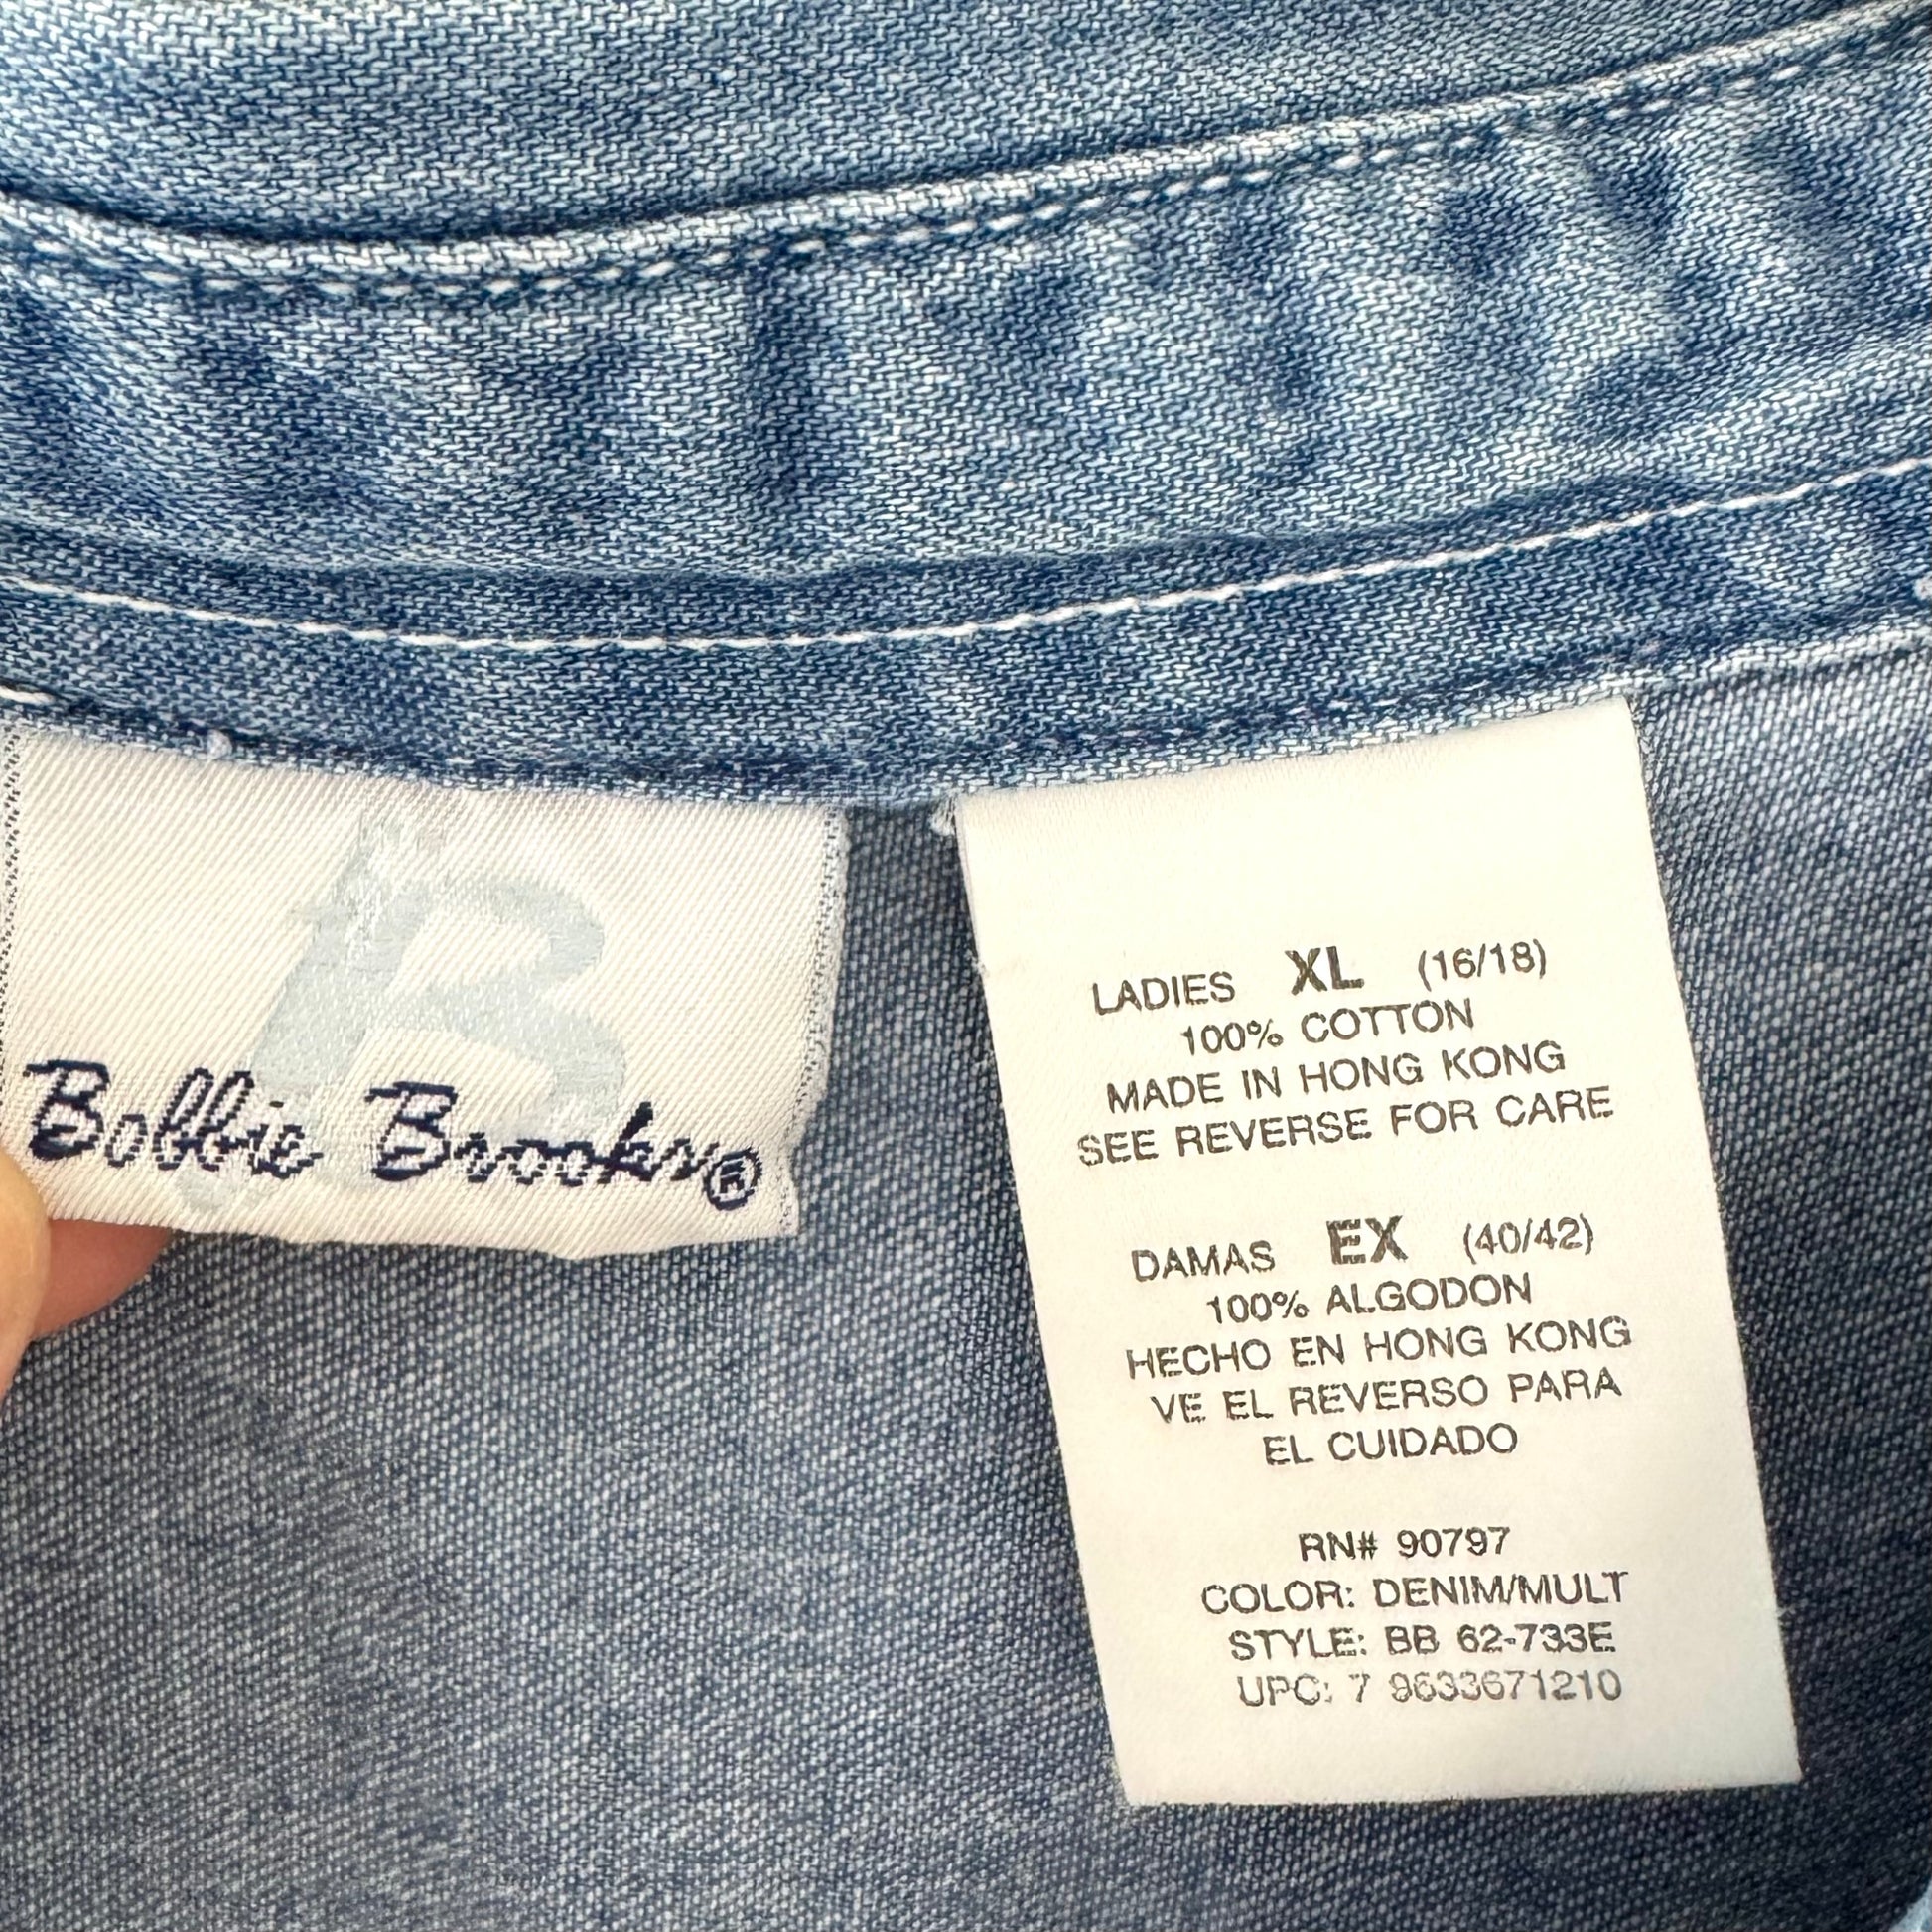 Bobbie Brooks®
LADIES XL (16/18)
100% COTTON
MADE IN HONG KONG
SEE REVERSE FOR CARE
DAMAS EX (40/42)
100% ALGODON
HECHO EN HONG KONG
VE EL REVERSO PARA
EL CUIDADO
RN# 90797
COLOR: DENIM/MULT
STYLE: BB 62-733E
UPC: 7 9633671210